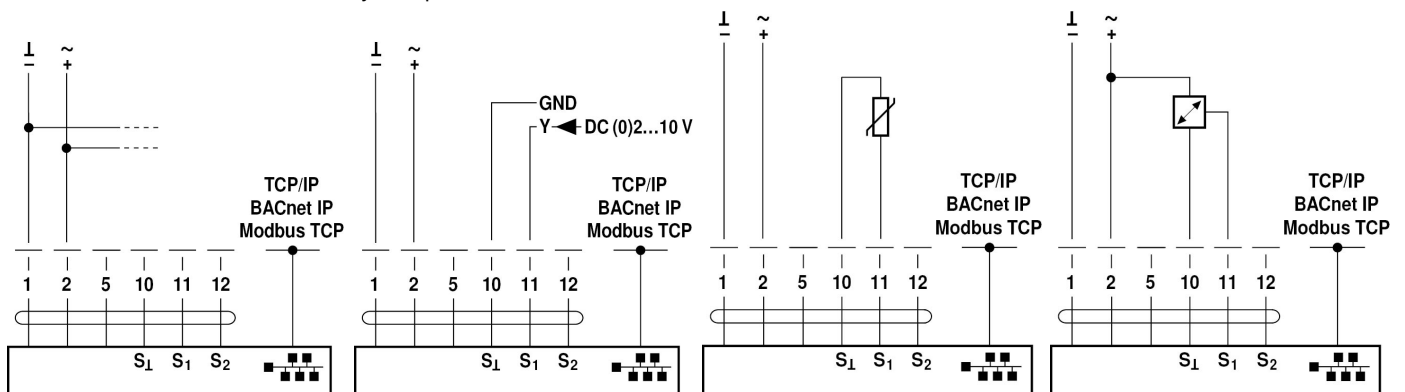 ⊥ ~
− +
TCP/IP
BACnet IP
Modbus TCP
1 2 5 10 11 12
S⊥ S1 S2
⊥ ~
− +
GND
Y DC (0)2…10 V
TCP/IP
BACnet IP
Modbus TCP
1 2 5 10 11 12
S⊥ S1 S2
⊥ ~
− +
TCP/IP
BACnet IP
Modbus TCP
1 2 5 10 11 12
S⊥ S1 S2
⊥ ~
− +
TCP/IP
BACnet IP
Modbus TCP
1 2 5 10 11 12
S⊥ S1 S2